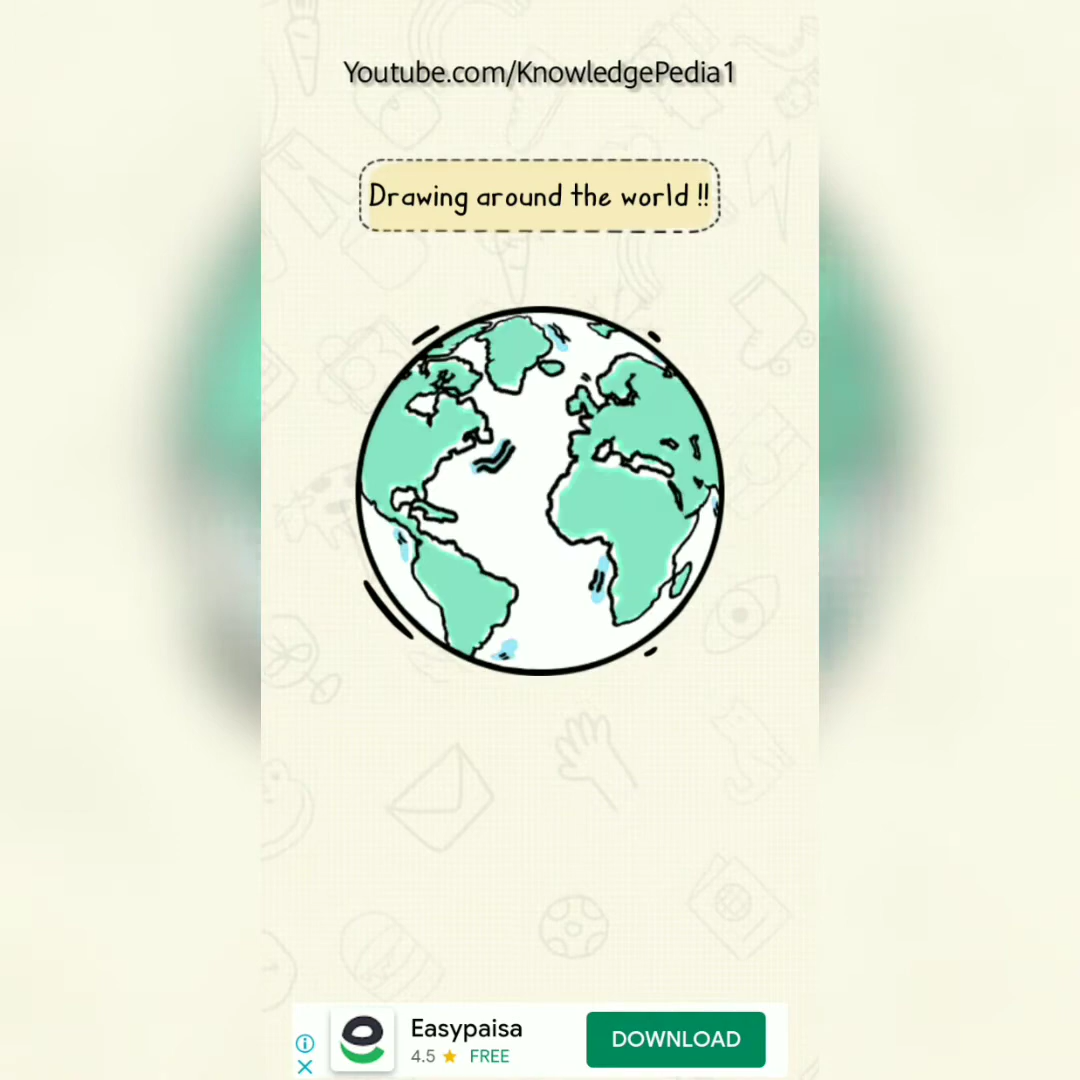 Youtube.com/KnowledgePedia1
Drawing around the world !!
Easypaisa
4.5 ★ FREE
DOWNLOAD